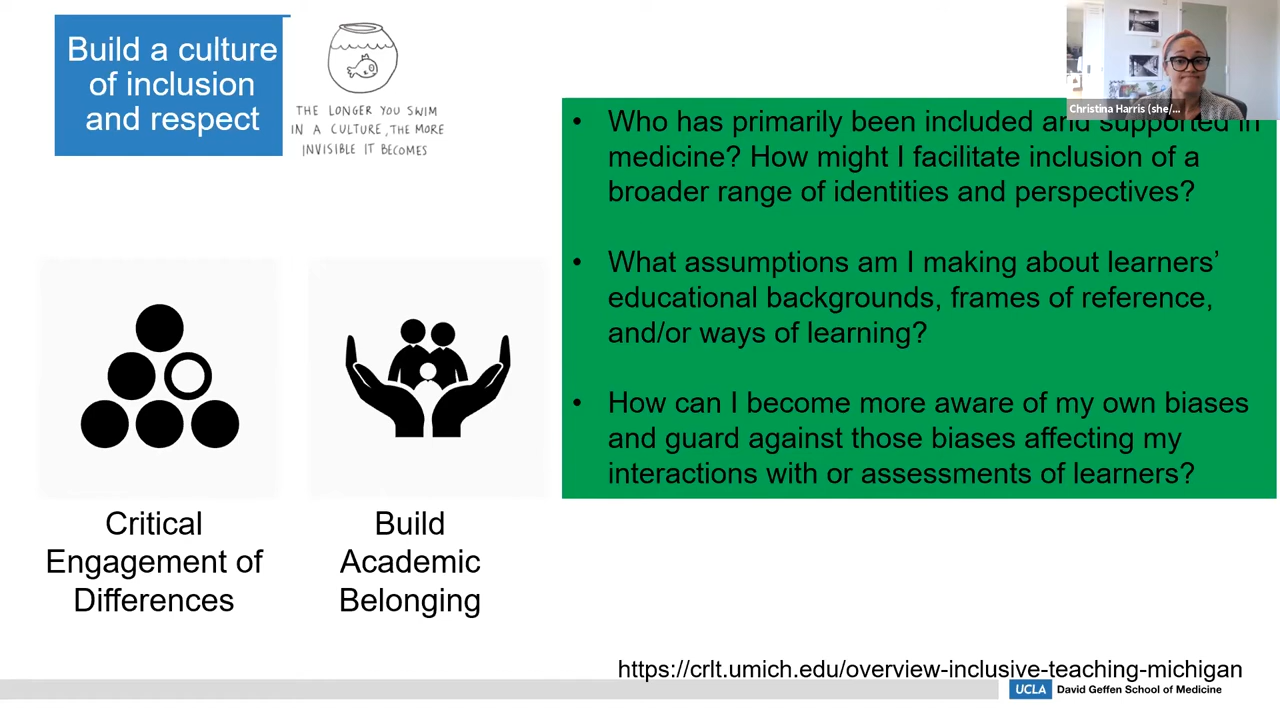 Build a culture
of inclusion
and respect
THE LONGER YOU SWIM
IN A CULTURE, THE MORE
INVISIBLE IT BECOMES
Christina Harris (she/...
• Who has primarily been included and supported in
medicine? How might I facilitate inclusion of a
broader range of identities and perspectives?
• What assumptions am I making about learners’
educational backgrounds, frames of reference,
and/or ways of learning?
• How can I become more aware of my own biases
and guard against those biases affecting my
interactions with or assessments of learners?
Critical
Engagement of
Differences
Build
Academic
Belonging
https://crlt.umich.edu/overview-inclusive-teaching-michigan
UCLA David Geffen School of Medicine